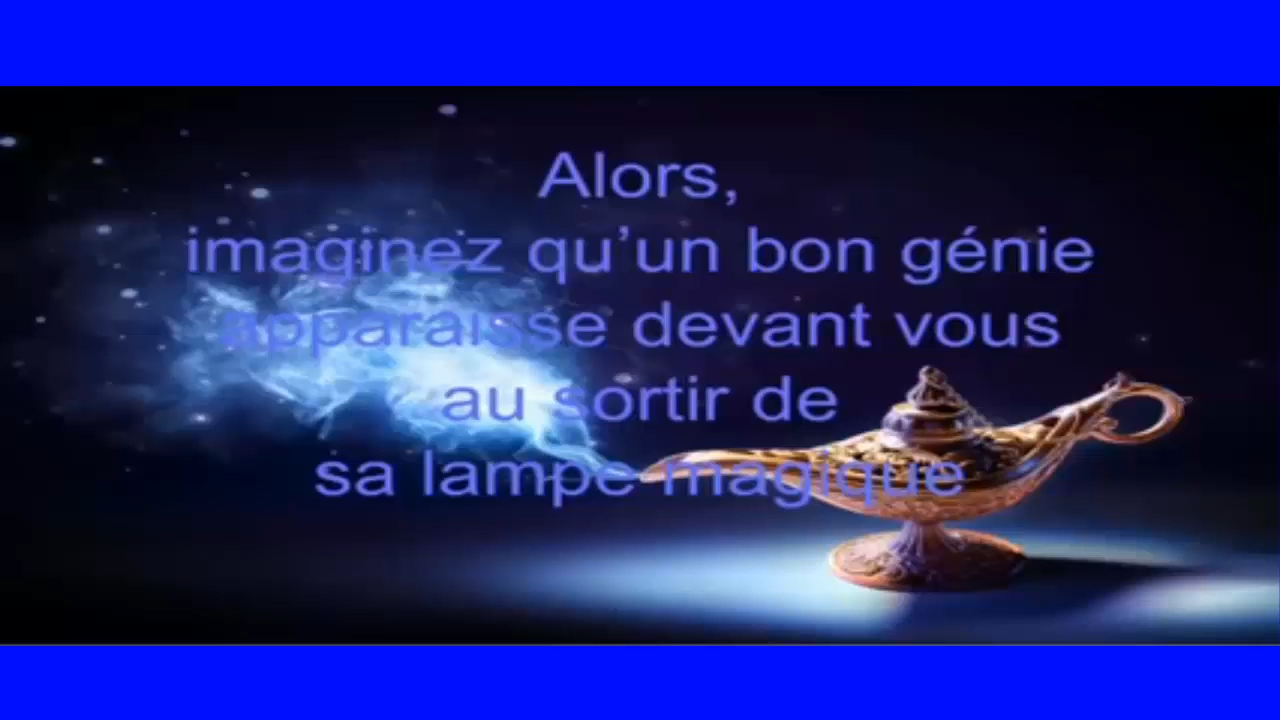 Alors,
imaginez qu’un bon génie
apparaisse devant vous
au sortir de
sa lampe magique